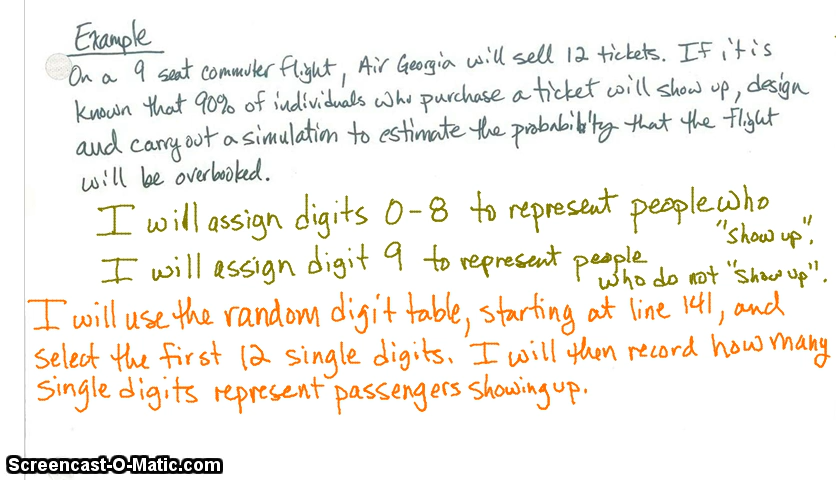 Example
On a 9 seat commuter flight, Air Georgia will sell 12 tickets. If it is
known that 90% of individuals who purchase a ticket will show up, design
and carry out a simulation to estimate the probability that the flight
will be overbooked.
I will assign digits 0-8 to represent people who
"show up".
I will assign digit 9 to represent people
who do not "show up".
I will use the random digit table, starting at line 141, and
select the first 12 single digits. I will then record how many
single digits represent passengers showing up.
Screencast-O-Matic.com